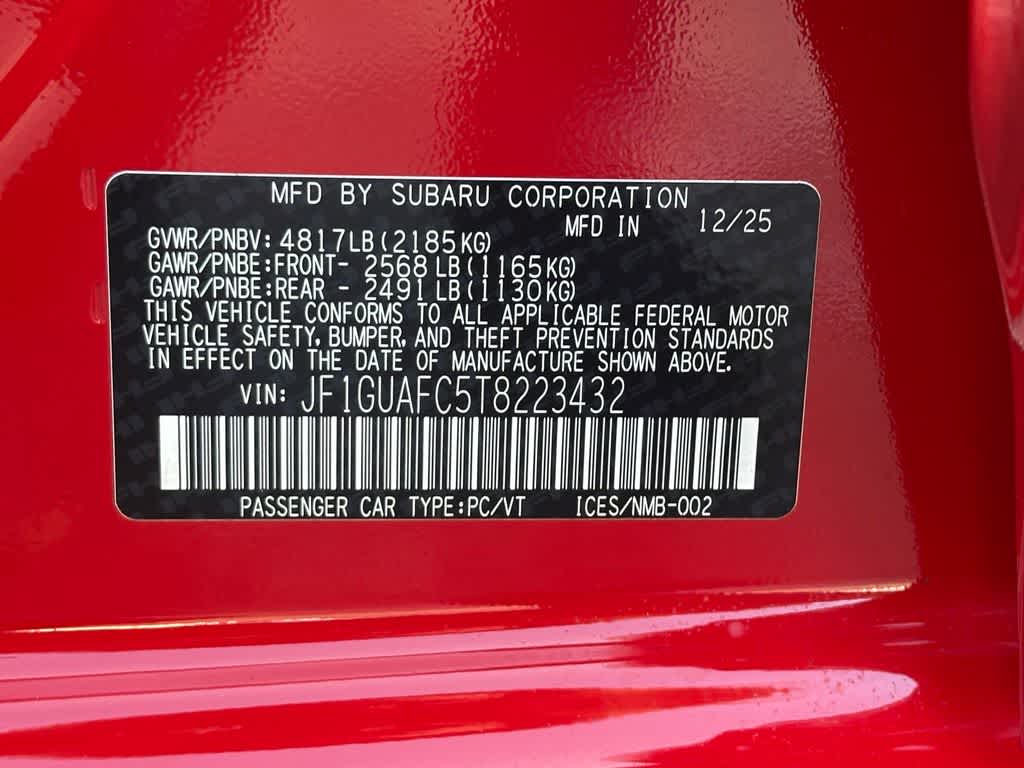 MFD BY SUBARU CORPORATION
MFD IN 12/25
GVWR/PNBV: 4817LB(2185KG)
GAWR/PNBE:FRONT- 2568LB(1165KG)
GAWR/PNBE:REAR - 2491LB(1130KG)
THIS VEHICLE CONFORMS TO ALL APPLICABLE FEDERAL MOTOR
VEHICLE SAFETY, BUMPER, AND THEFT PREVENTION STANDARDS
IN EFFECT ON THE DATE OF MANUFACTURE SHOWN ABOVE.
VIN: JF1GUAFC5T8223432
PASSENGER CAR TYPE:PC/VT ICES/NMB-002